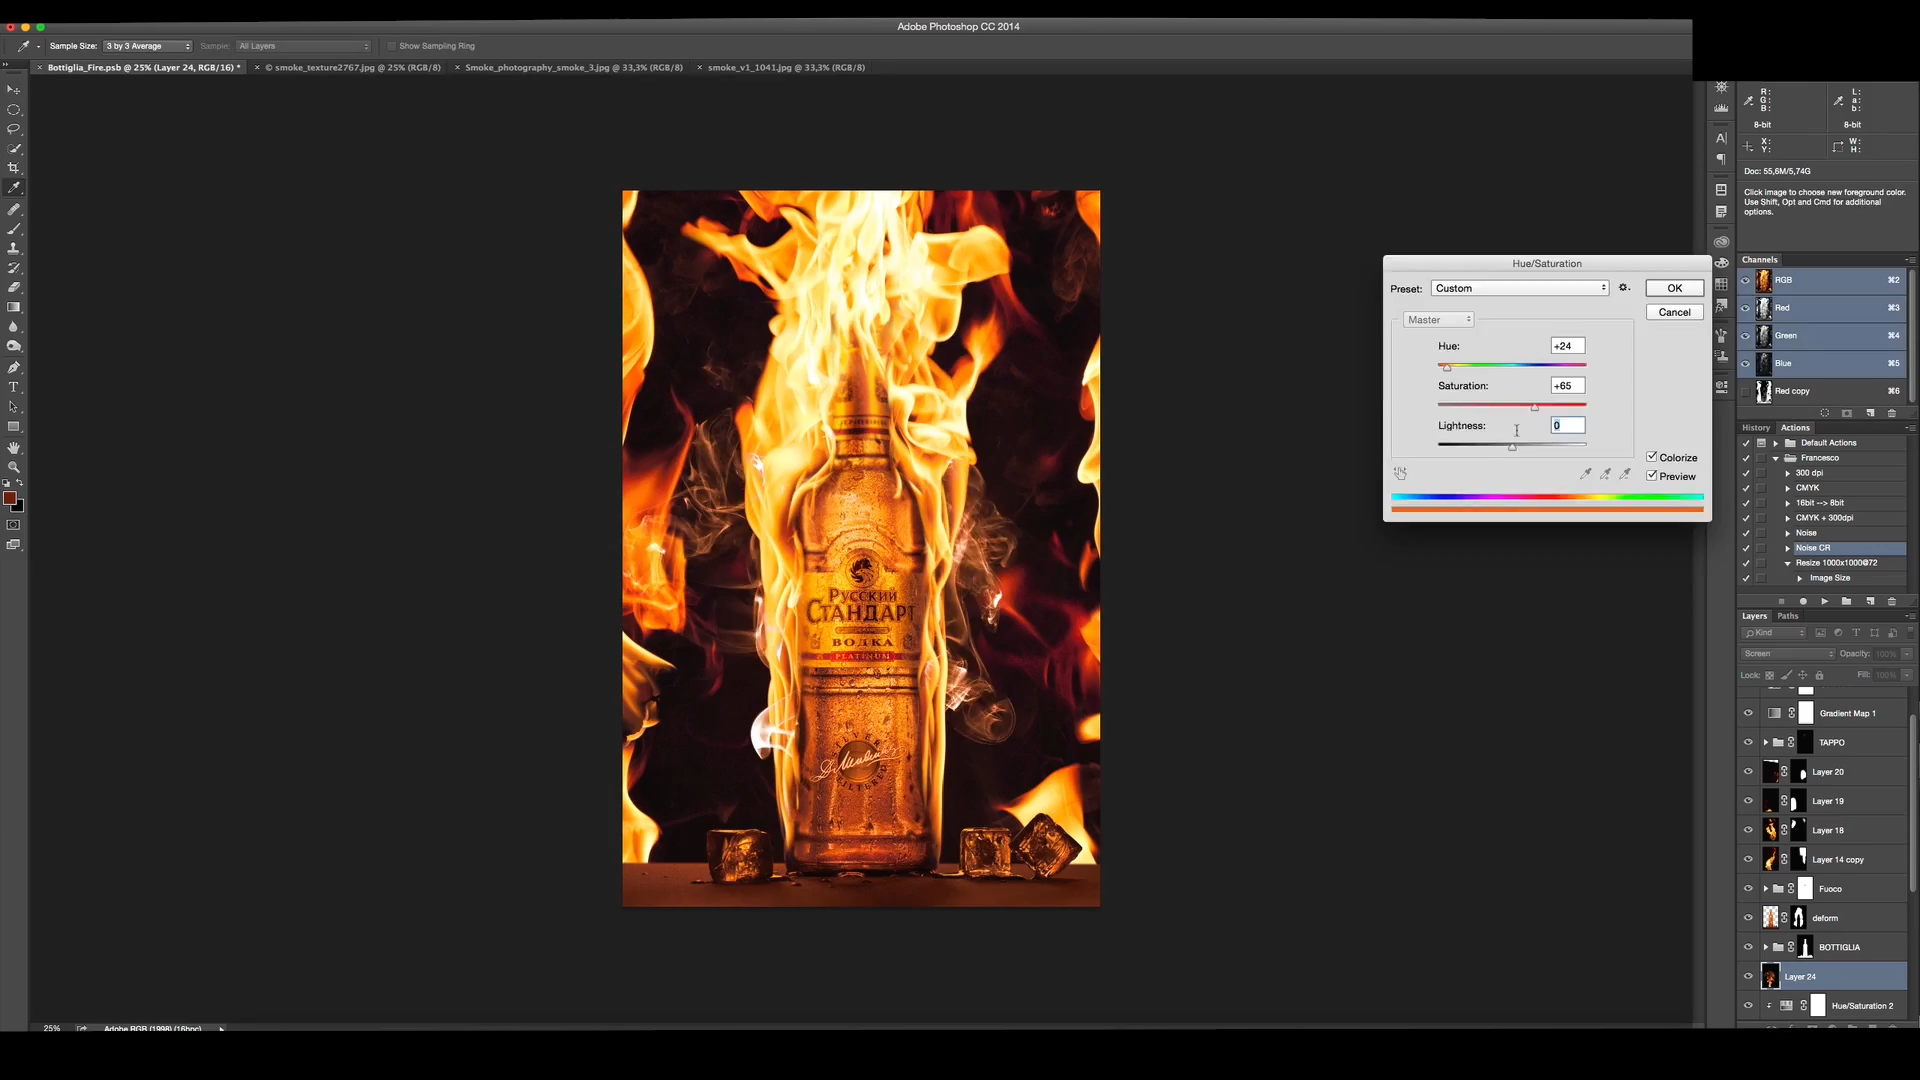 Adobe Photoshop CC 2014
Sample Size: 3 by 3 Average Sample: All Layers Show Sampling Ring
Bottiglia_Fire.psb @ 25% (Layer 24, RGB/16) *
© smoke_texture2767.jpg @ 25% (RGB/8)
Smoke_photography_smoke_3.jpg @ 33,3% (RGB/8)
smoke_v1_1041.jpg @ 33,3% (RGB/8)
R: L:
G: a:
B: b:
8-bit 8-bit
X: W:
Y: H:
Doc: 55,6M/5,74G
Click image to choose new foreground color.
Use Shift, Opt and Cmd for additional
options.
Channels
RGB ⌘2
Red ⌘3
Green ⌘4
Blue ⌘5
Red copy ⌘6
History Actions
Default Actions
Francesco
300 dpi
CMYK
16bit --> 8bit
CMYK + 300dpi
Noise
Noise CR
Resize 1000x1000@72
Image Size
Layers Paths
Kind
Screen Opacity: 100%
Lock: Fill: 100%
Gradient Map 1
TAPPO
Layer 20
Layer 19
Layer 18
Layer 14 copy
Fuoco
deform
BOTTIGLIA
Layer 24
Hue/Saturation 2
Hue/Saturation
Preset: Custom OK
Cancel
Master
Hue: +24
Saturation: +65
Lightness: 0
Colorize
Preview
Русский
Стандарт
ВОДКА
PLATINUM
SILVER
FILTERED
25% Adobe RGB (1998) (16bpc)